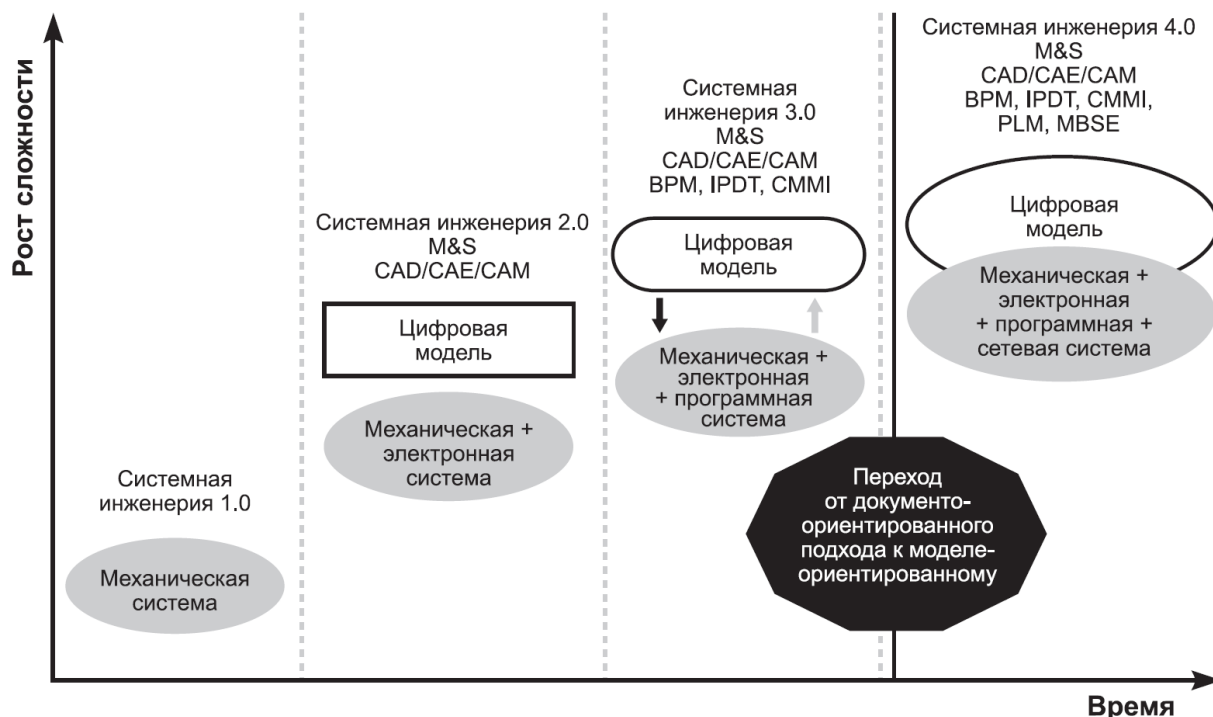 Рост сложности
Системная
инженерия 1.0
Механическая
система
Системная инженерия 2.0
M&S
CAD/CAE/CAM
Цифровая
модель
Механическая +
электронная
система
Системная
инженерия 3.0
M&S
CAD/CAE/CAM
BPM, IPDT, CMMI
Цифровая
модель
Механическая +
электронная
+ программная
система
Системная инженерия 4.0
M&S
CAD/CAE/CAM
BPM, IPDT, CMMI,
PLM, MBSE
Цифровая
модель
Механическая +
электронная
+ программная +
сетевая система
Переход
от документо-
ориентированного
подхода к моделе-
ориентированному
Время